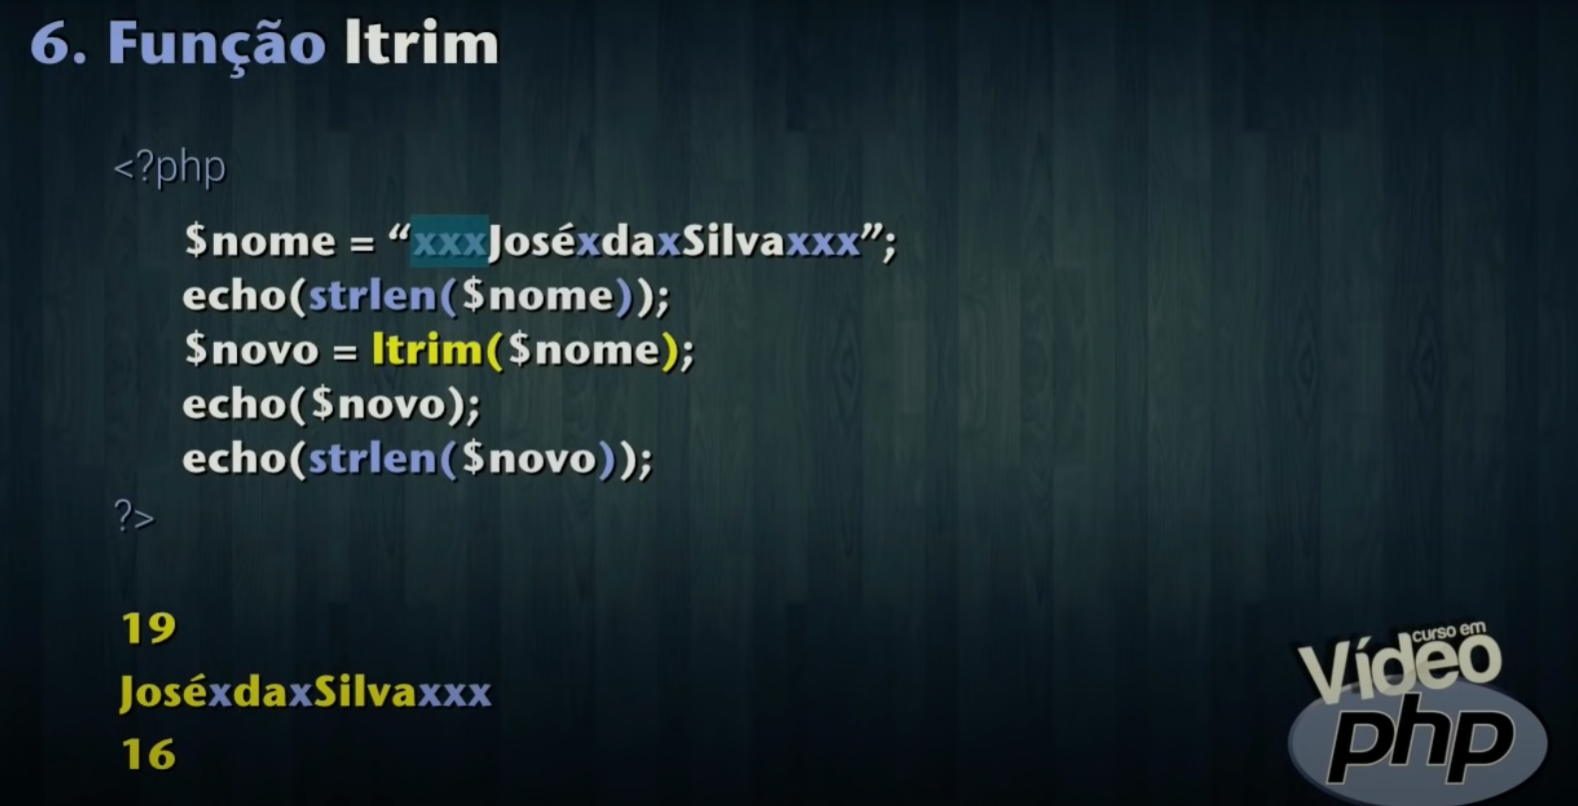 6. Função ltrim
<?php
$nome = “xxxJoséxdaxSilvaxxx”;
echo(strlen($nome));
$novo = ltrim($nome);
echo($novo);
echo(strlen($novo));
?>
19
JoséxdaxSilvaxxx
16
curso em
Vídeo
php